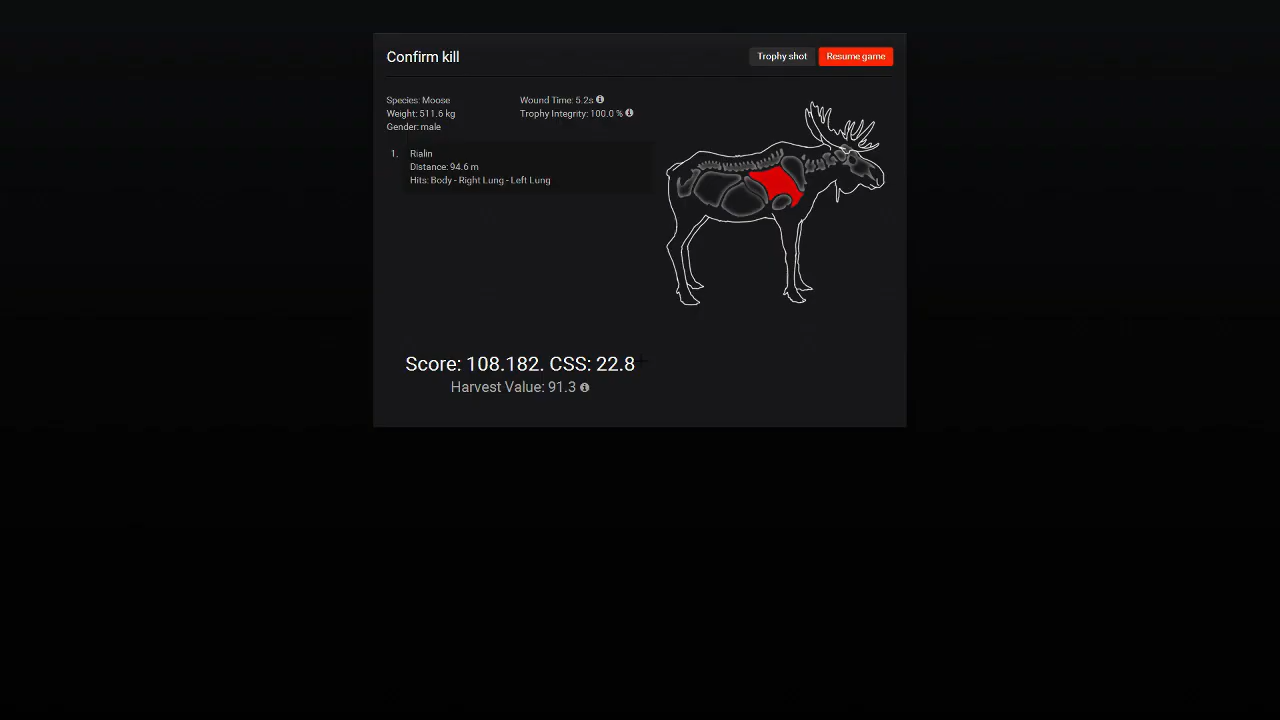 Confirm kill
Trophy shot
Resume game
Species: Moose
Weight: 511.6 kg
Gender: male
Wound Time: 5.2s
Trophy Integrity: 100.0 %
1. Rialin
Distance: 94.6 m
Hits: Body - Right Lung - Left Lung
Score: 108.182. CSS: 22.8
Harvest Value: 91.3